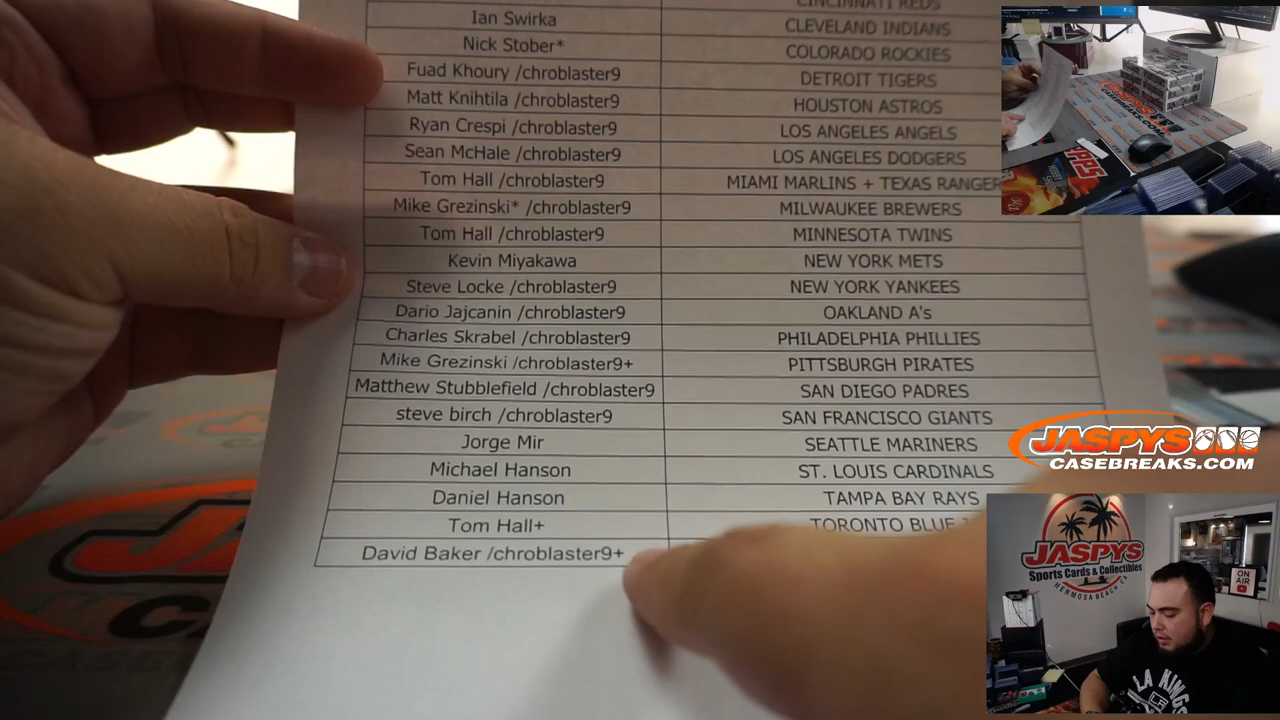 CINCINNATI REDS
Ian Swirka CLEVELAND INDIANS
Nick Stober* COLORADO ROCKIES
Fuad Khoury /chroblaster9 DETROIT TIGERS
Matt Knihtila /chroblaster9 HOUSTON ASTROS
Ryan Crespi /chroblaster9 LOS ANGELES ANGELS
Sean McHale /chroblaster9 LOS ANGELES DODGERS
Tom Hall /chroblaster9 MIAMI MARLINS + TEXAS RANGER
Mike Grezinski* /chroblaster9 MILWAUKEE BREWERS
Tom Hall /chroblaster9 MINNESOTA TWINS
Kevin Miyakawa NEW YORK METS
Steve Locke /chroblaster9 NEW YORK YANKEES
Dario Jajcanin /chroblaster9 OAKLAND A's
Charles Skrabel /chroblaster9 PHILADELPHIA PHILLIES
Mike Grezinski /chroblaster9+ PITTSBURGH PIRATES
Matthew Stubblefield /chroblaster9 SAN DIEGO PADRES
steve birch /chroblaster9 SAN FRANCISCO GIANTS
Jorge Mir SEATTLE MARINERS
Michael Hanson ST. LOUIS CARDINALS
Daniel Hanson TAMPA BAY RAYS
Tom Hall+ TORONTO BLUE J
David Baker /chroblaster9+
JASPYS
CASEBREAKS.COM
JASPYS
Sports Cards & Collectibles
HERMOSA BEACH CA
ON
AIR
LA KINGS